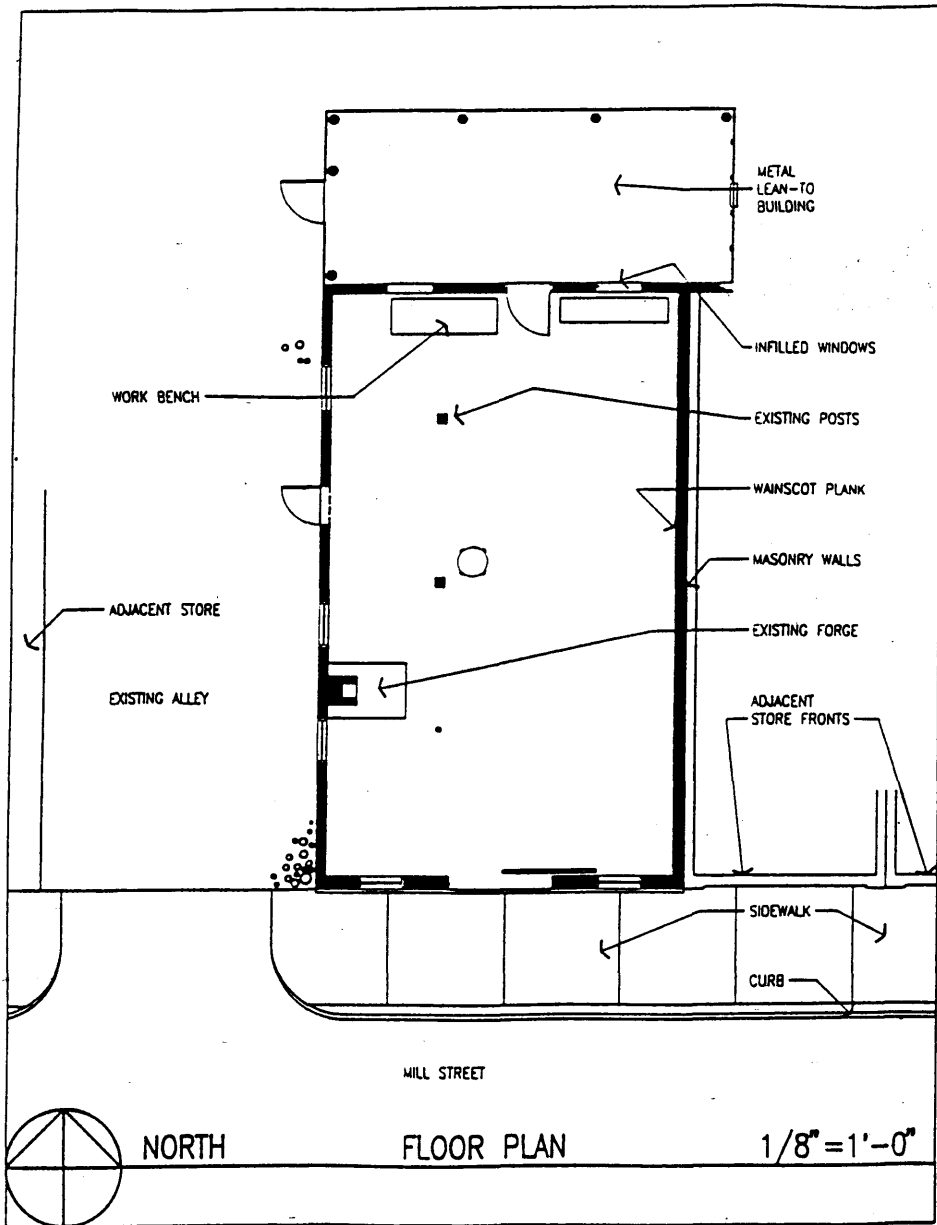 METAL
LEAN-TO
BUILDING
INFILLED WINDOWS
WORK BENCH
EXISTING POSTS
WAINSCOT PLANK
MASONRY WALLS
ADJACENT STORE
EXISTING FORGE
EXISTING ALLEY
ADJACENT
STORE FRONTS
SIDEWALK
CURB
MILL STREET
NORTH FLOOR PLAN 1/8"=1'-0"